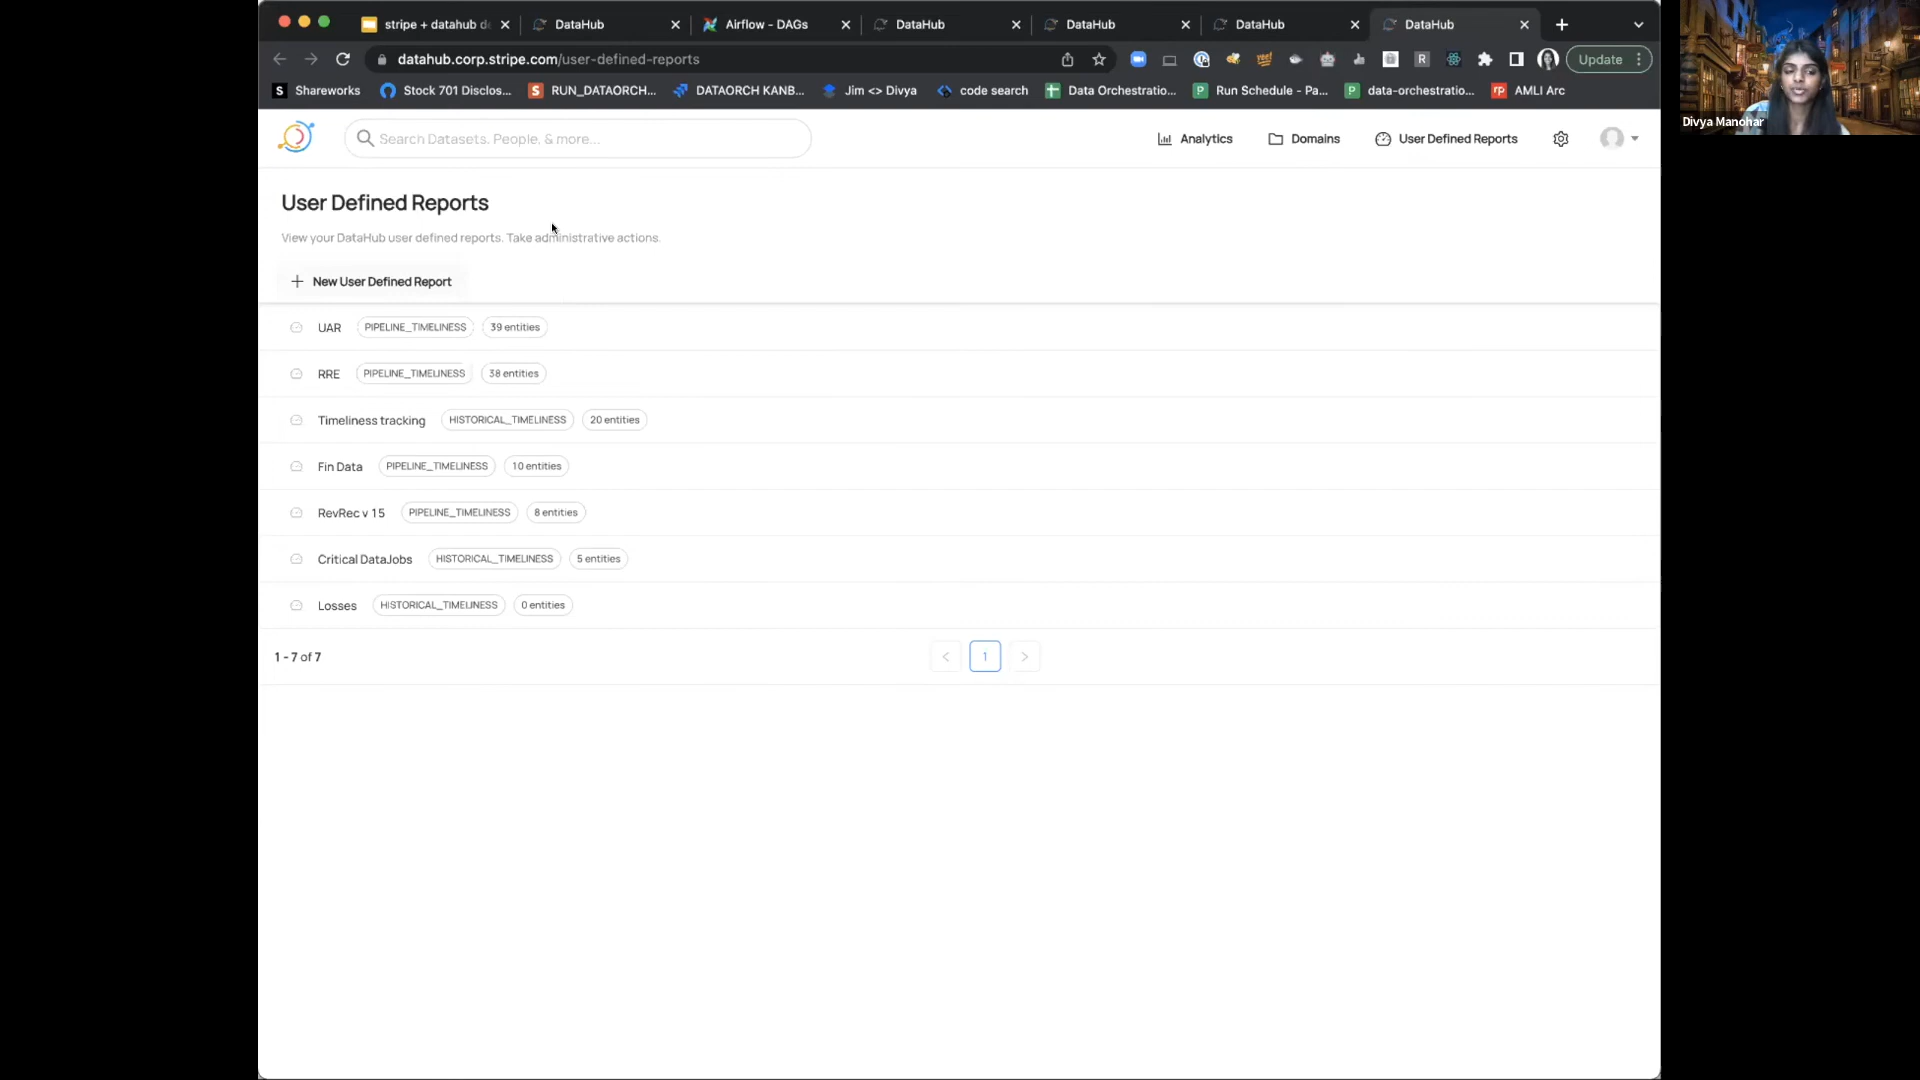 stripe + datahub d
DataHub
Airflow - DAGs
DataHub
DataHub
DataHub
DataHub
datahub.corp.stripe.com/user-defined-reports
Update
Shareworks
Stock 701 Disclos...
RUN_DATAORCH...
DATAORCH KANB...
Jim <> Divya
code search
Data Orchestratio...
Run Schedule - Pa...
data-orchestratio...
AMLI Arc
Divya Manohar
Search Datasets, People, & more...
Analytics
Domains
User Defined Reports
User Defined Reports
View your DataHub user defined reports. Take administrative actions.
+ New User Defined Report
UAR PIPELINE_TIMELINESS 39 entities
RRE PIPELINE_TIMELINESS 38 entities
Timeliness tracking HISTORICAL_TIMELINESS 20 entities
Fin Data PIPELINE_TIMELINESS 10 entities
RevRec v 15 PIPELINE_TIMELINESS 8 entities
Critical DataJobs HISTORICAL_TIMELINESS 5 entities
Losses HISTORICAL_TIMELINESS 0 entities
1 - 7 of 7
< 1 >